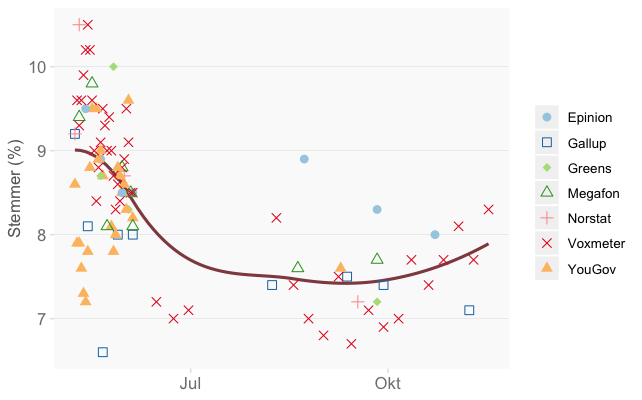 Stemmer (%)
10
9
8
7
Jul
Okt
Epinion
Gallup
Greens
Megafon
Norstat
Voxmeter
YouGov